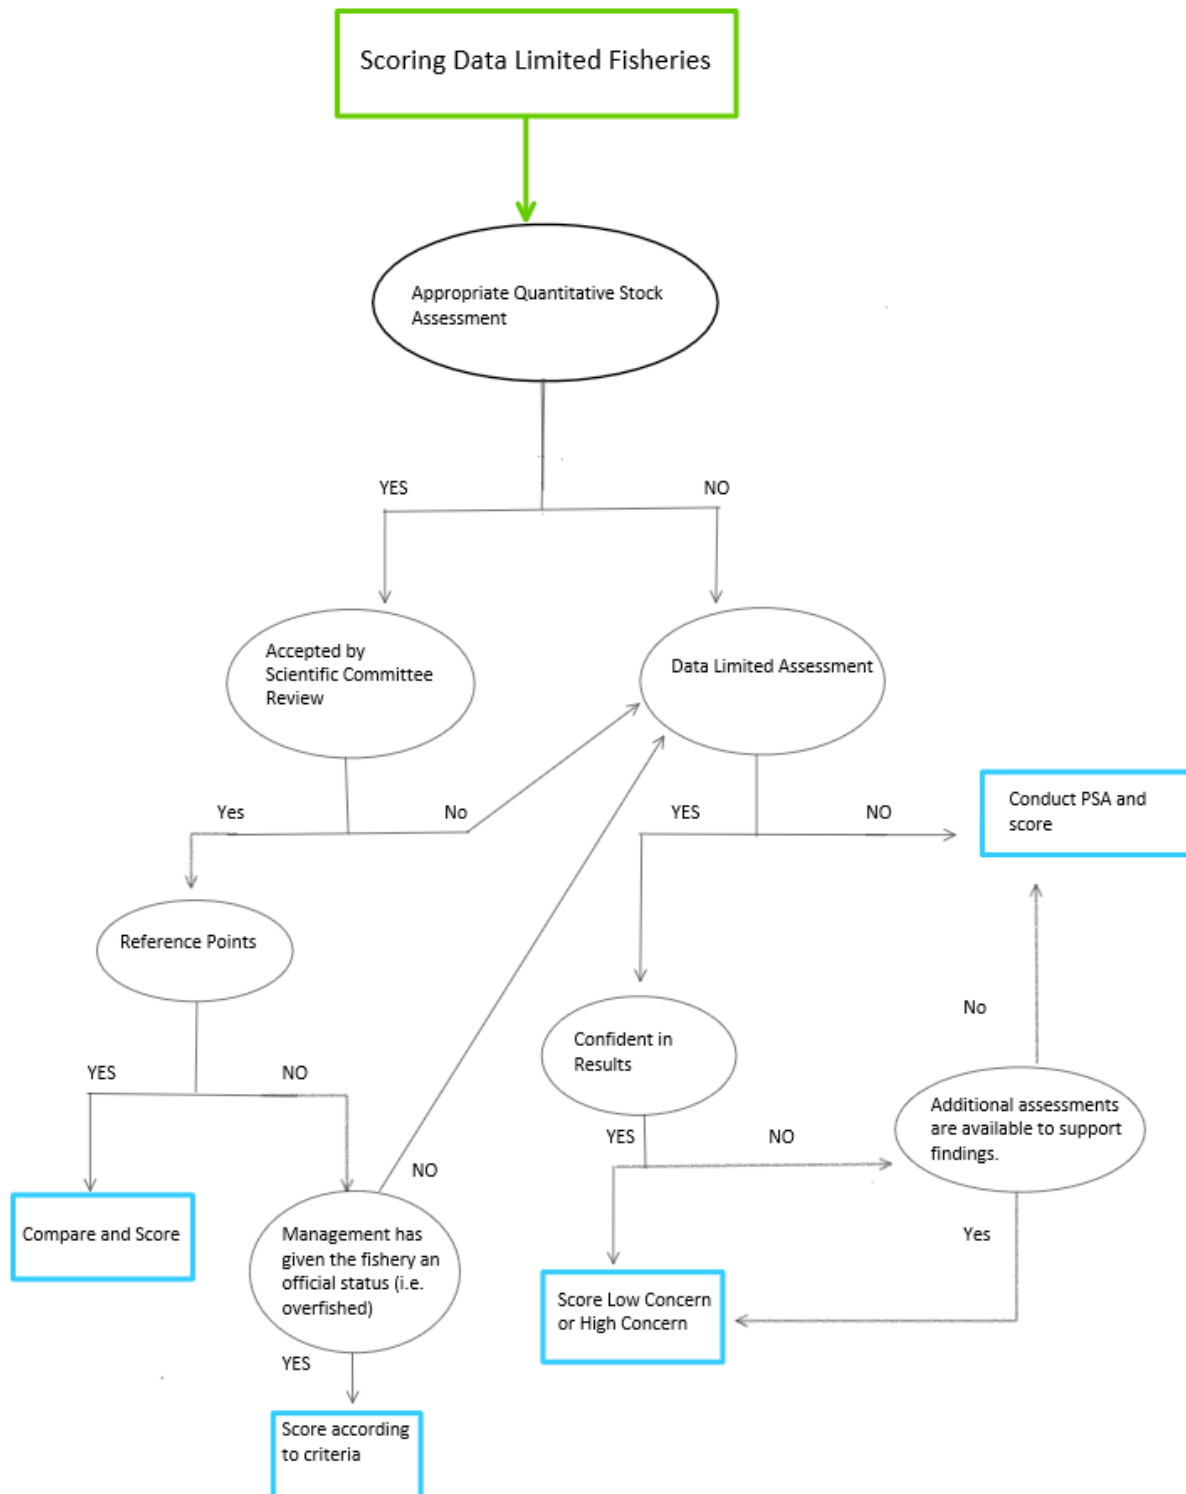 Scoring Data Limited Fisheries
Appropriate Quantitative Stock
Assessment
YES
NO
Accepted by
Scientific Committee
Review
Data Limited Assessment
Yes
No
YES
NO
Conduct PSA and
score
Reference Points
Confident in
Results
No
YES
NO
Additional assessments
are available to support
findings.
YES
NO
NO
Compare and Score
Management has
given the fishery an
official status (i.e.
overfished)
Yes
Score Low Concern
or High Concern
YES
Score according
to criteria